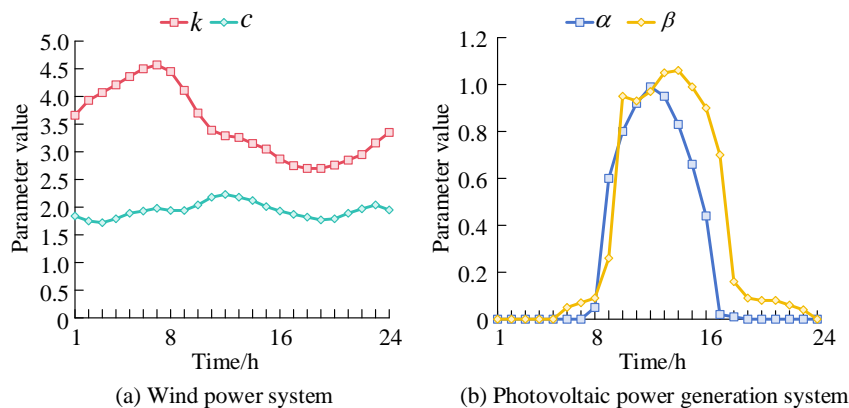 k c
5.0
4.5
4.0
3.5
3.0
2.5
2.0
1.5
1.0
0.5
0
Parameter value
1 8 16 24
Time/h
(a) Wind power system
α β
1.2
1.0
0.8
0.6
0.4
0.2
0
Parameter value
1 8 16 24
Time/h
(b) Photovoltaic power generation system